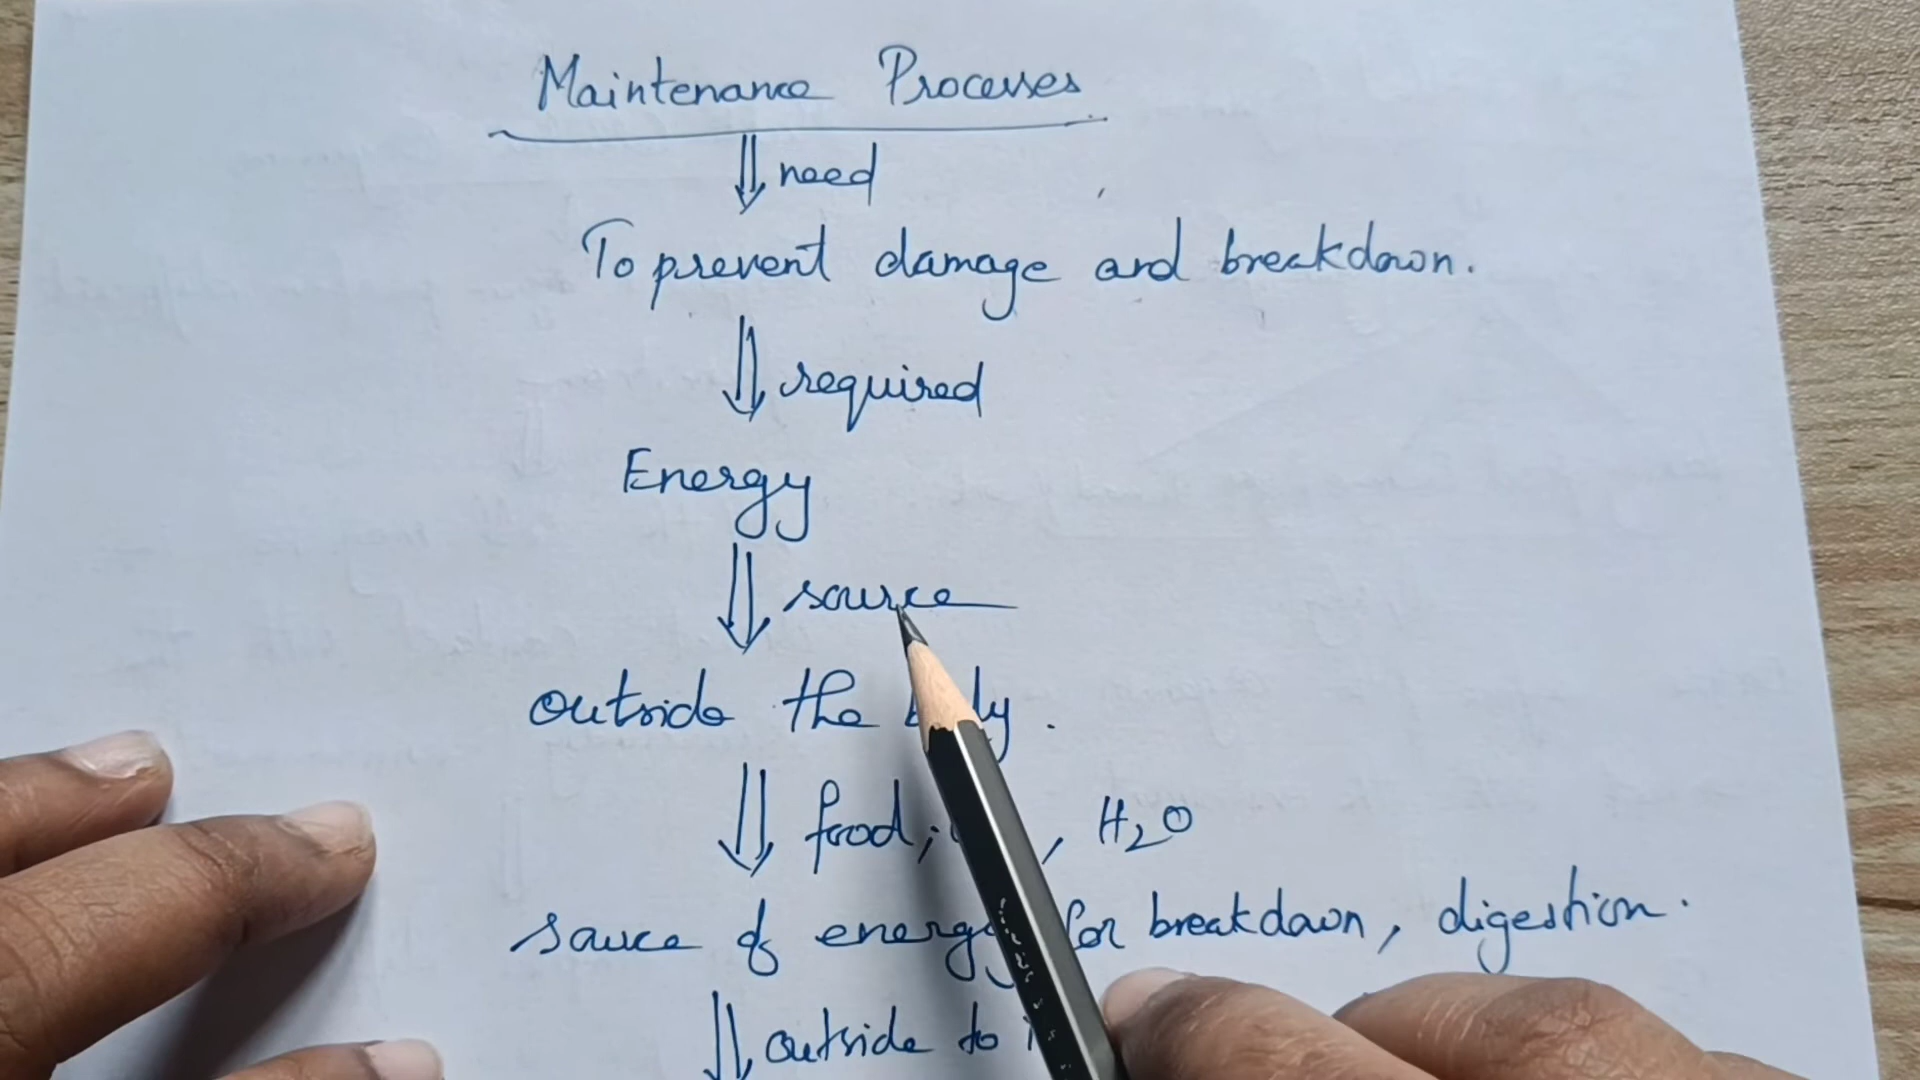 Maintenance Processes
need
To prevent damage and breakdown.
required
Energy
source
outside the body.
food, , H₂O
source of energy for breakdown, digestion.
outside to